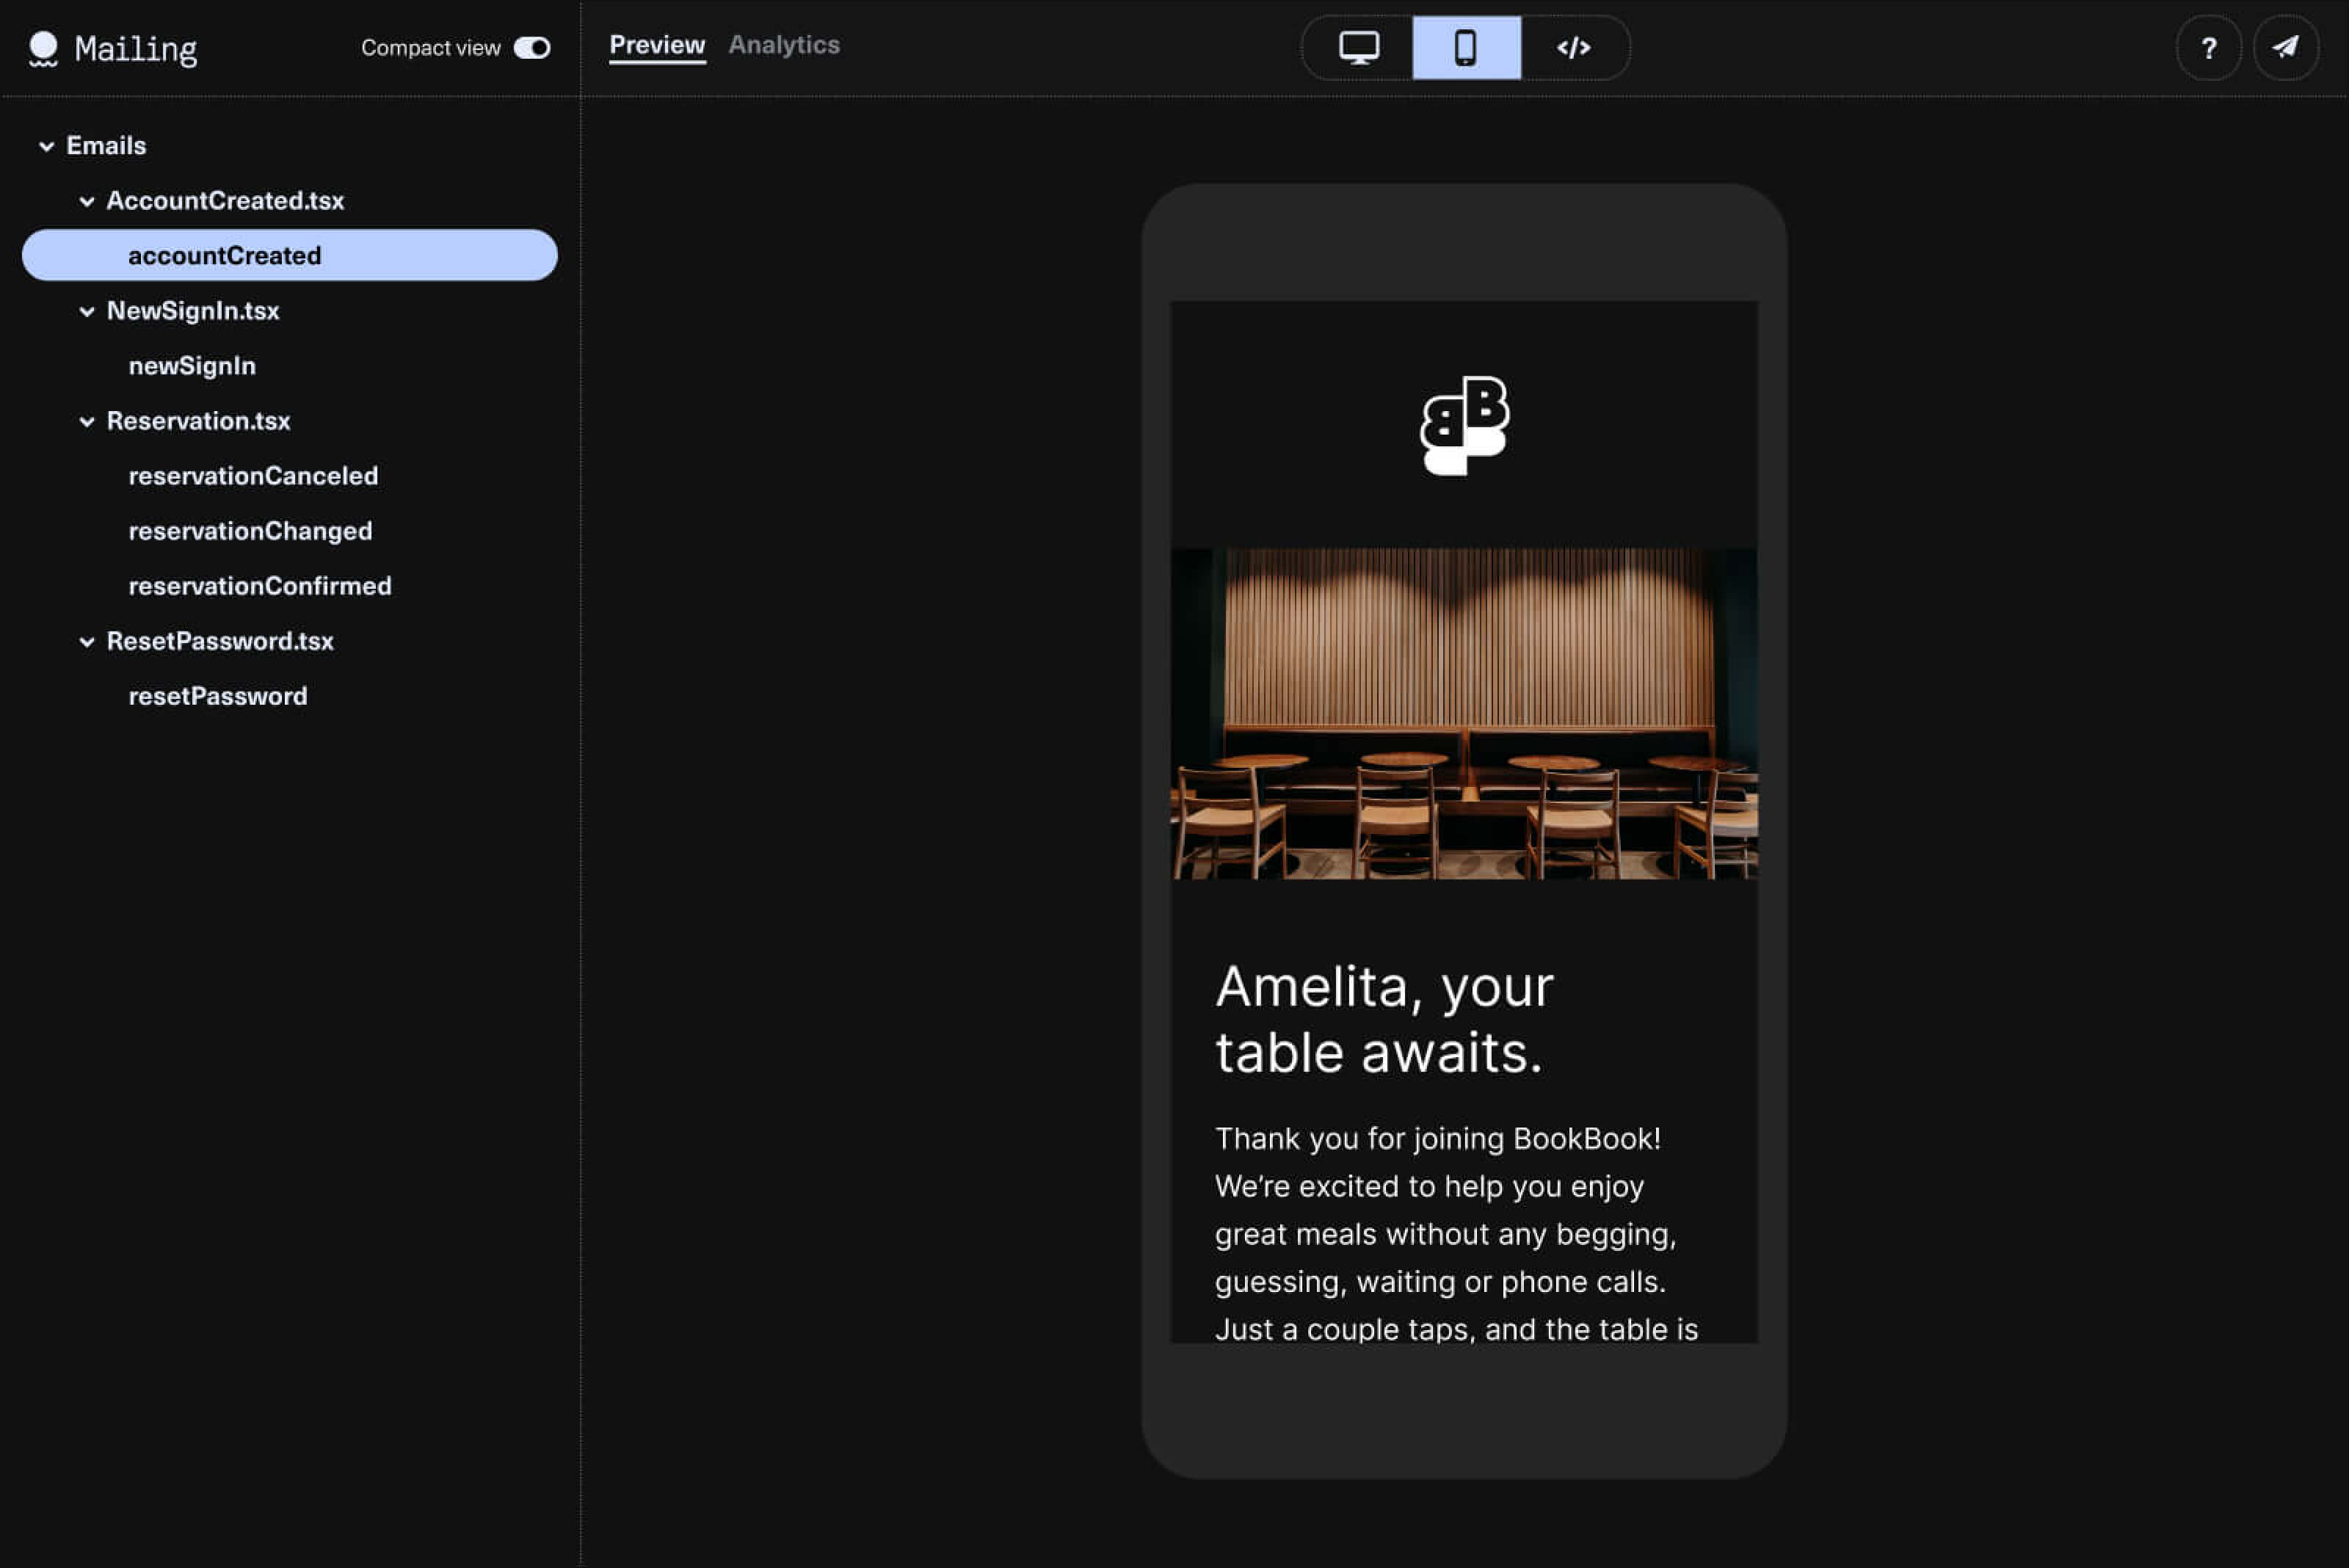 Mailing
Compact view
Preview
Analytics
</>
?
Emails
AccountCreated.tsx
accountCreated
NewSignIn.tsx
newSignIn
Reservation.tsx
reservationCanceled
reservationChanged
reservationConfirmed
ResetPassword.tsx
resetPassword
BB
Amelita, your
table awaits.
Thank you for joining BookBook!
We’re excited to help you enjoy
great meals without any begging,
guessing, waiting or phone calls.
Just a couple taps, and the table is